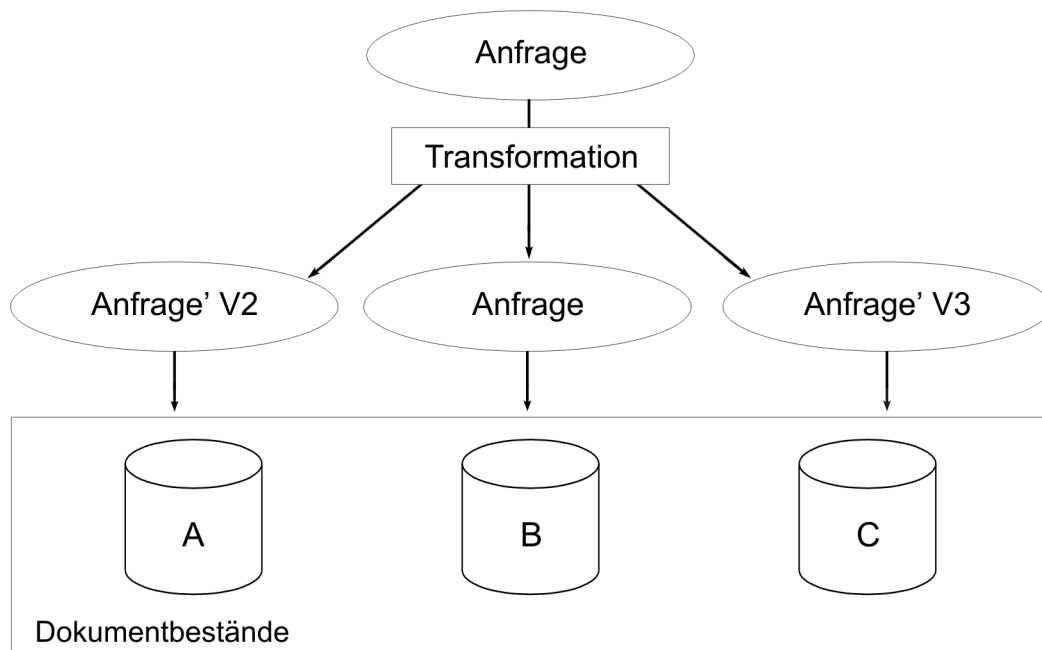 Anfrage
Transformation
Anfrage’ V2
Anfrage
Anfrage’ V3
A
B
C
Dokumentbestände